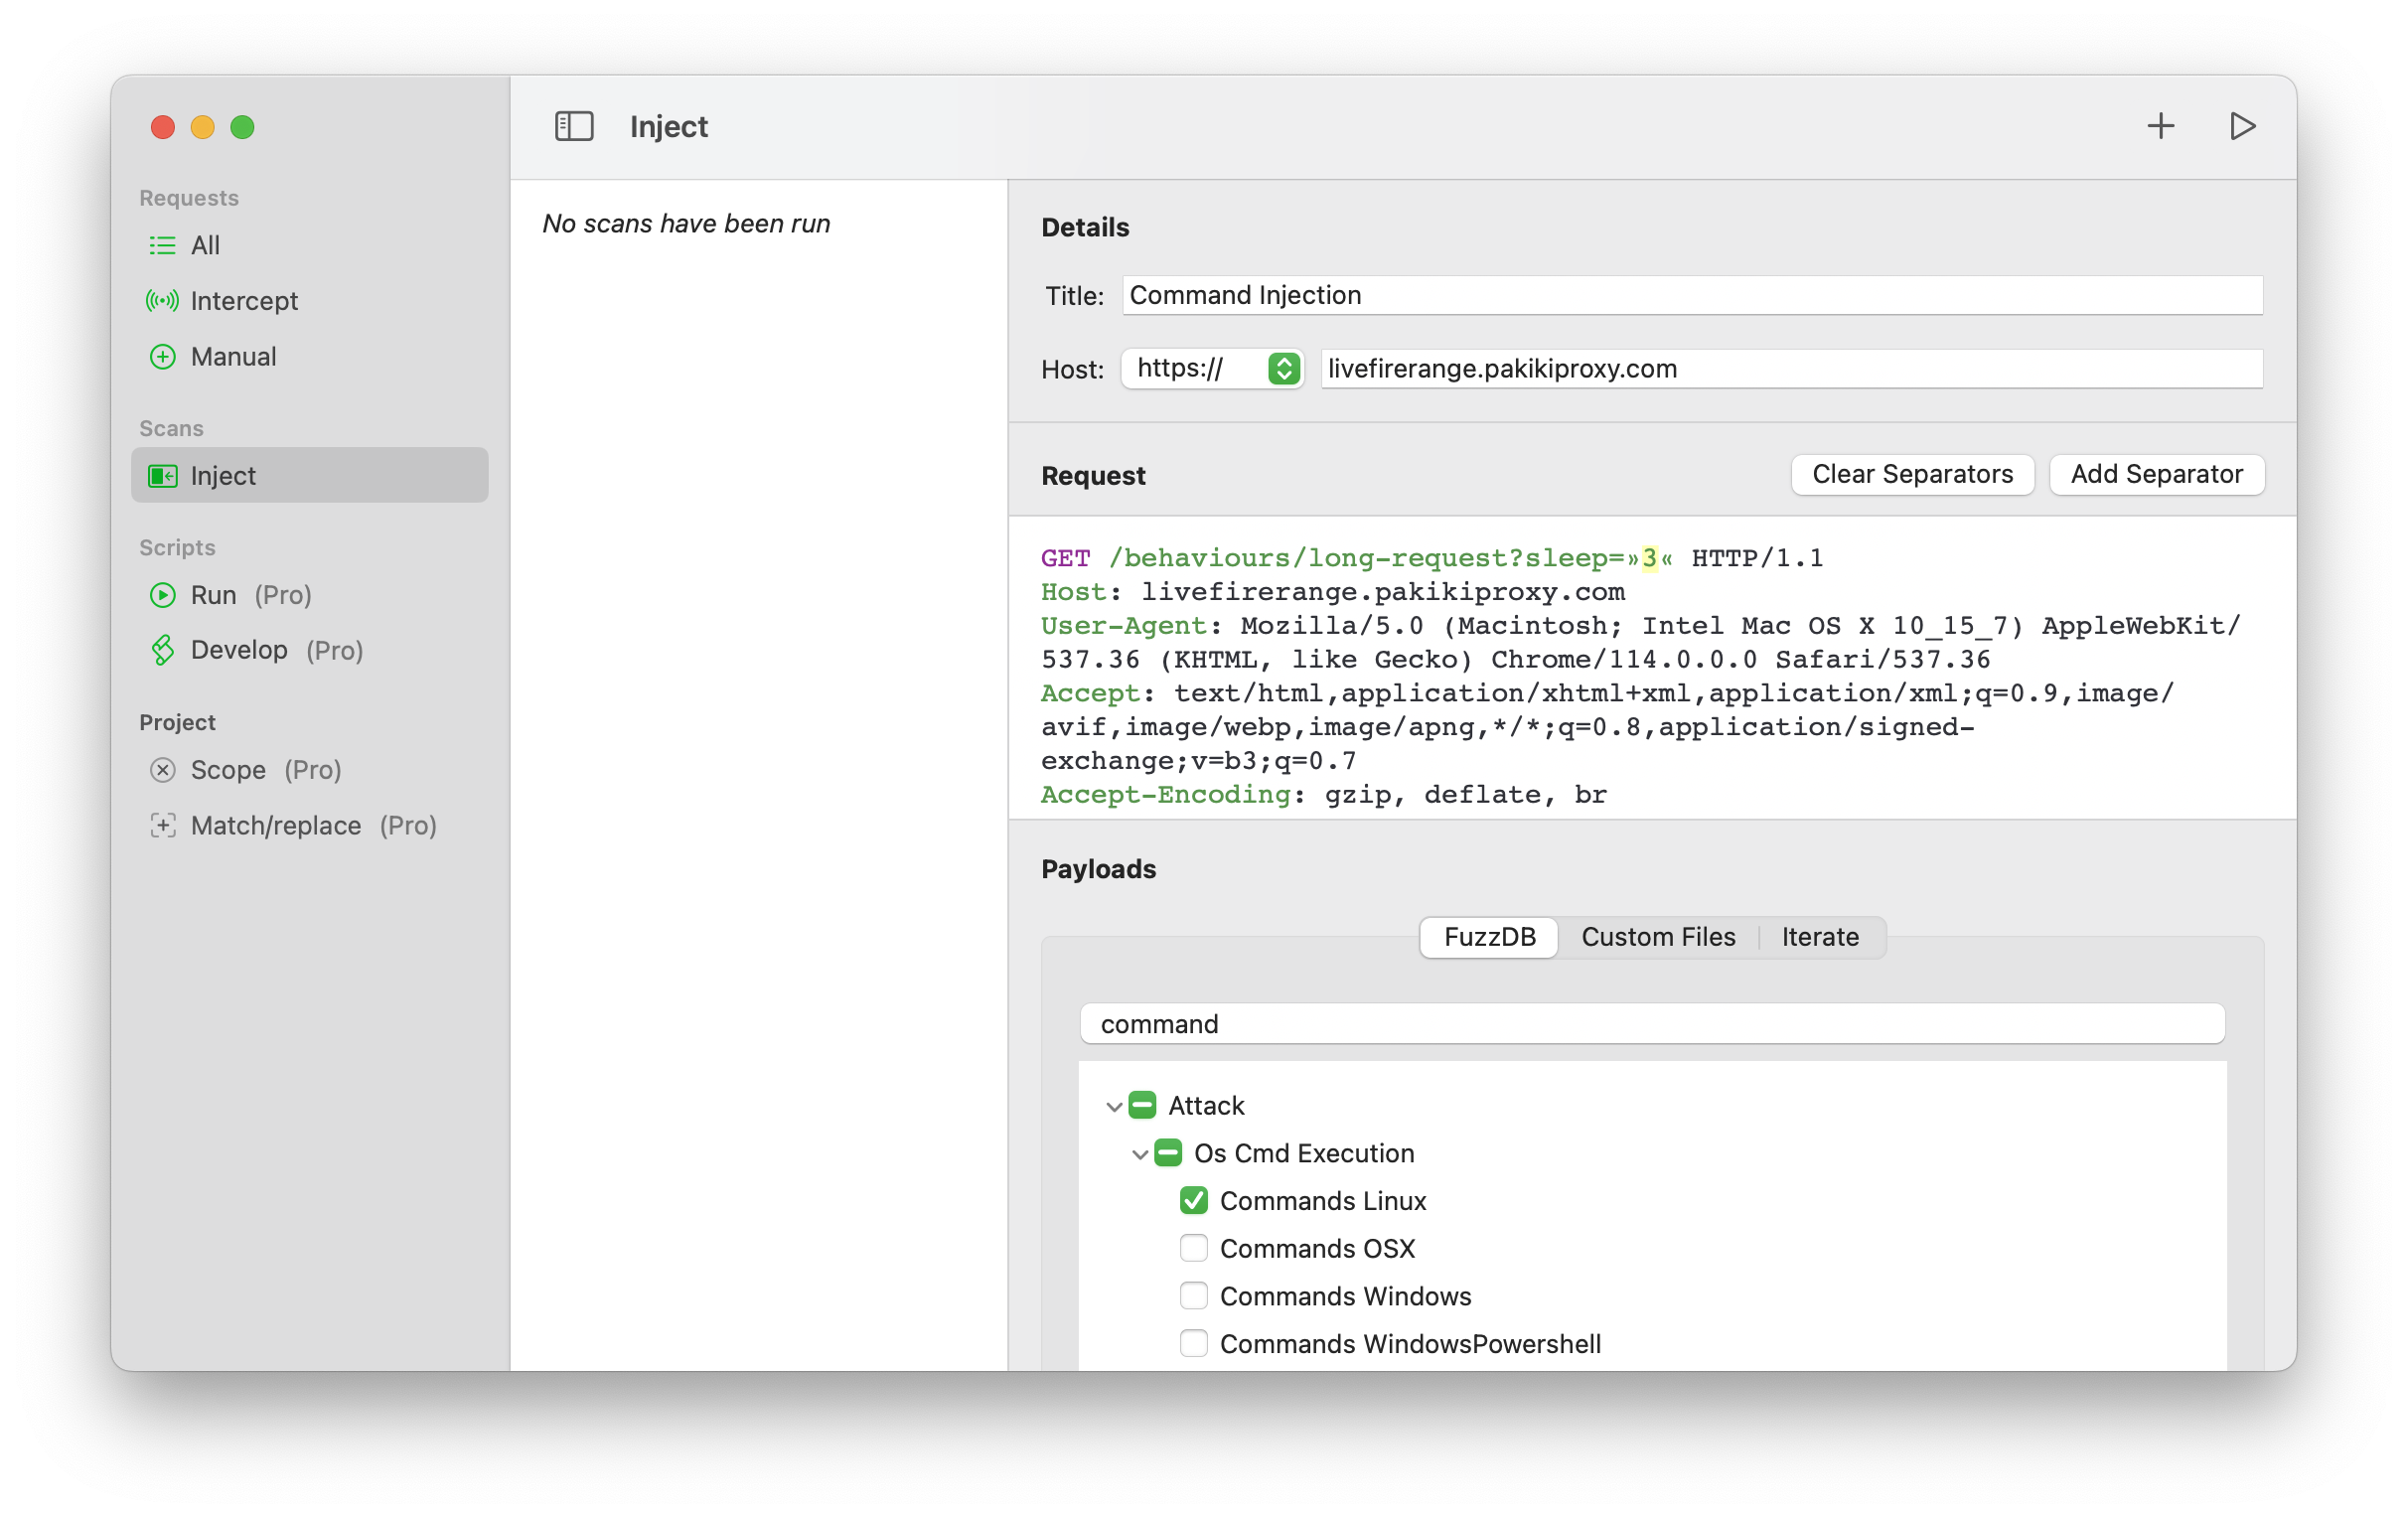 Requests
All
Intercept
Manual
Scans
Inject
Scripts
Run (Pro)
Develop (Pro)
Project
Scope (Pro)
Match/replace (Pro)
Inject
No scans have been run
Details
Title: Command Injection
Host: https:// livefirerange.pakikiproxy.com
Request Clear Separators Add Separator
GET /behaviours/long-request?sleep=»3« HTTP/1.1
Host: livefirerange.pakikiproxy.com
User-Agent: Mozilla/5.0 (Macintosh; Intel Mac OS X 10_15_7) AppleWebKit/
537.36 (KHTML, like Gecko) Chrome/114.0.0.0 Safari/537.36
Accept: text/html,application/xhtml+xml,application/xml;q=0.9,image/
avif,image/webp,image/apng,*/*;q=0.8,application/signed-
exchange;v=b3;q=0.7
Accept-Encoding: gzip, deflate, br
Payloads
FuzzDB Custom Files Iterate
command
Attack
Os Cmd Execution
Commands Linux
Commands OSX
Commands Windows
Commands WindowsPowershell